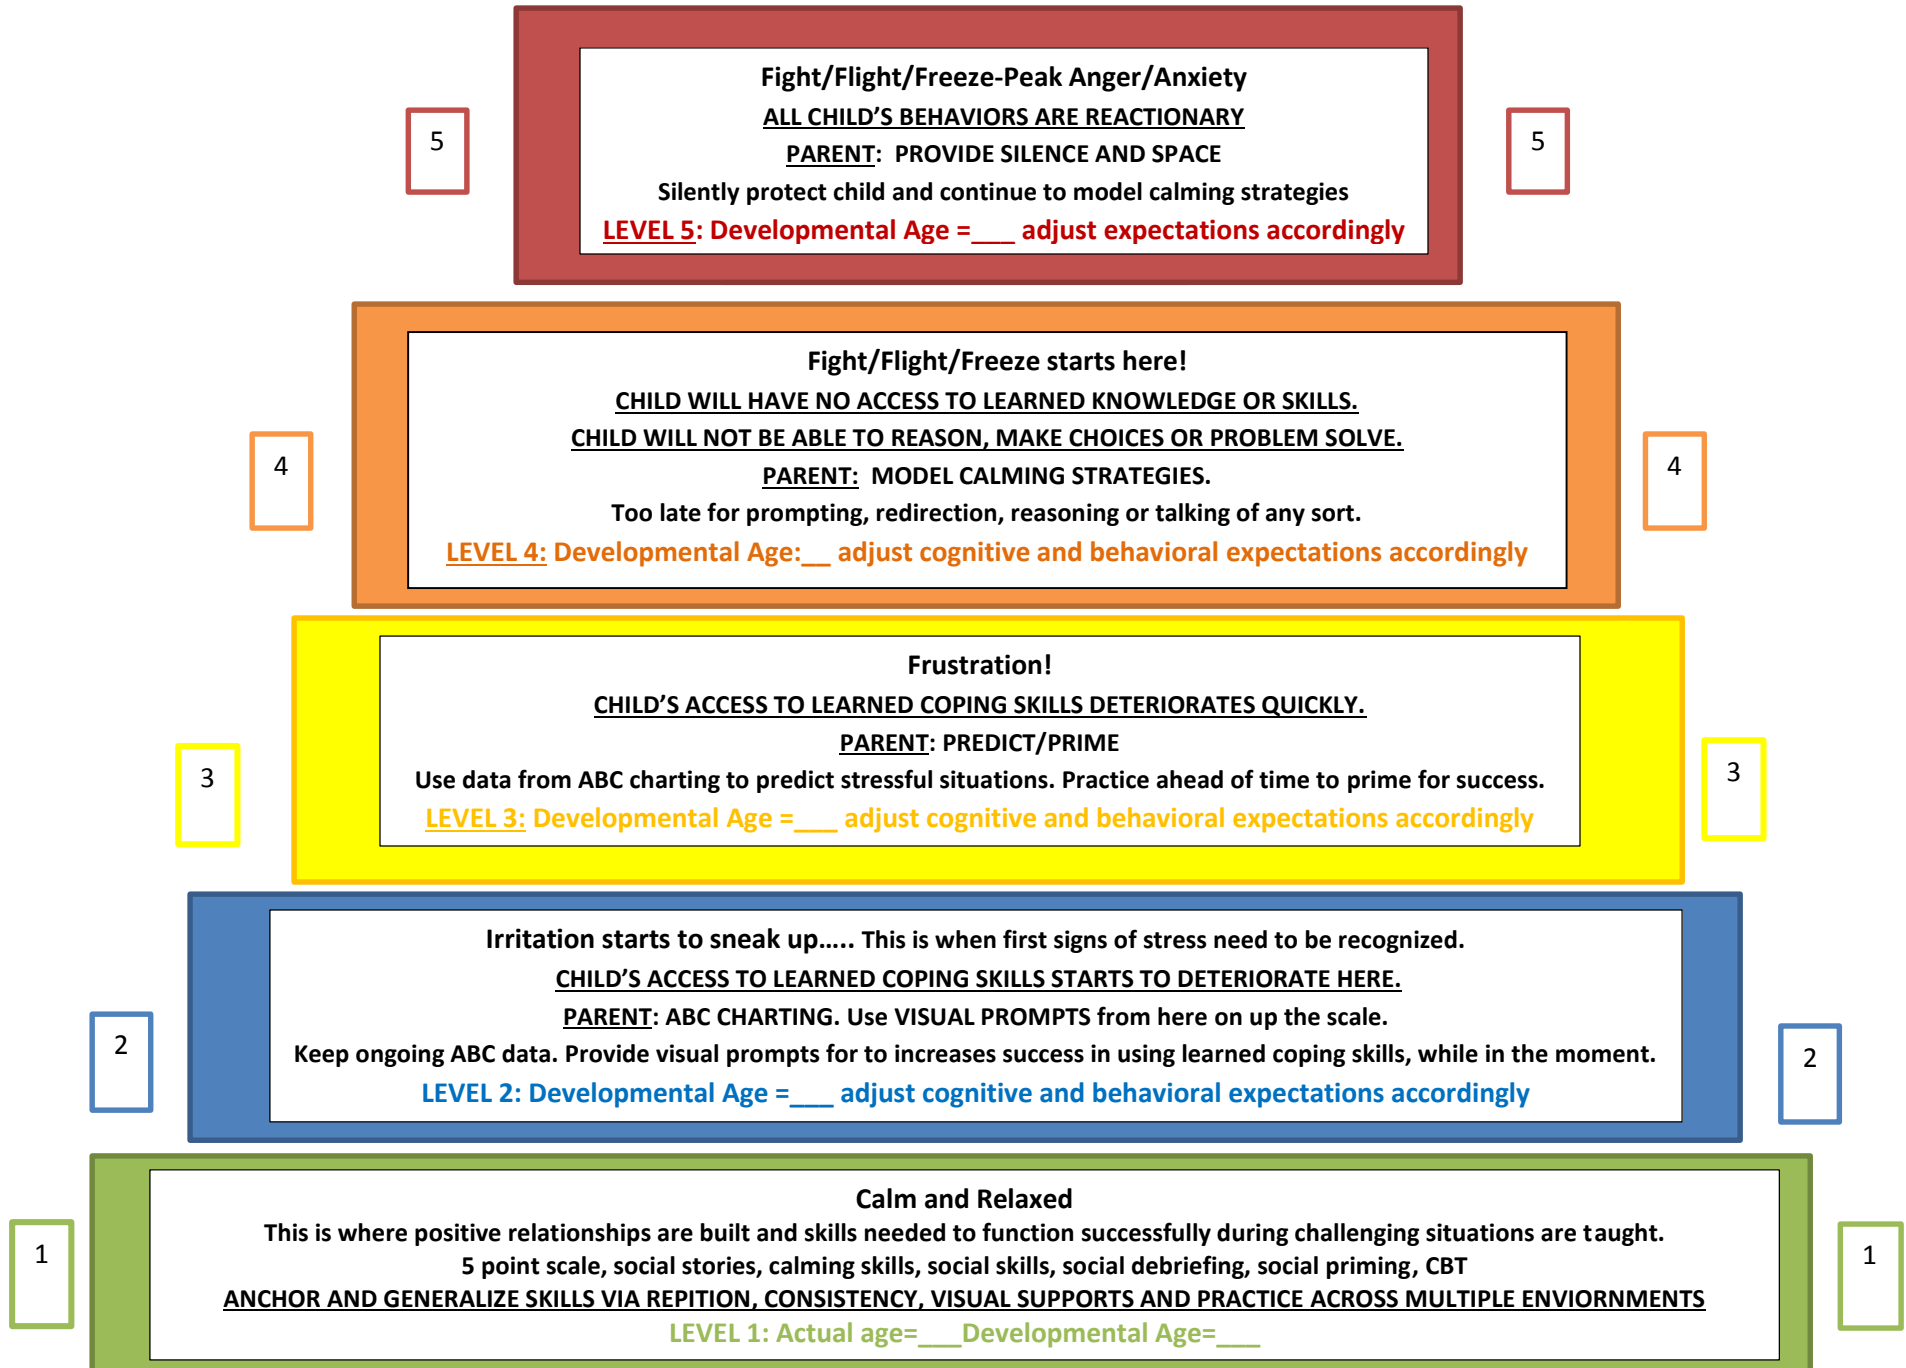 Fight/Flight/Freeze-Peak Anger/Anxiety
ALL CHILD'S BEHAVIORS ARE REACTIONARY
PARENT: PROVIDE SILENCE AND SPACE
Silently protect child and continue to model calming strategies
LEVEL 5: Developmental Age =___ adjust expectations accordingly
5
5
Fight/Flight/Freeze starts here!
CHILD WILL HAVE NO ACCESS TO LEARNED KNOWLEDGE OR SKILLS.
CHILD WILL NOT BE ABLE TO REASON, MAKE CHOICES OR PROBLEM SOLVE.
PARENT: MODEL CALMING STRATEGIES.
Too late for prompting, redirection, reasoning or talking of any sort.
LEVEL 4: Developmental Age:__ adjust cognitive and behavioral expectations accordingly
4
4
Frustration!
CHILD'S ACCESS TO LEARNED COPING SKILLS DETERIORATES QUICKLY.
PARENT: PREDICT/PRIME
Use data from ABC charting to predict stressful situations. Practice ahead of time to prime for success.
LEVEL 3: Developmental Age =___ adjust cognitive and behavioral expectations accordingly
3
3
Irritation starts to sneak up..... This is when first signs of stress need to be recognized.
CHILD'S ACCESS TO LEARNED COPING SKILLS STARTS TO DETERIORATE HERE.
PARENT: ABC CHARTING. Use VISUAL PROMPTS from here on up the scale.
Keep ongoing ABC data. Provide visual prompts for to increases success in using learned coping skills, while in the moment.
LEVEL 2: Developmental Age =___ adjust cognitive and behavioral expectations accordingly
2
2
Calm and Relaxed
This is where positive relationships are built and skills needed to function successfully during challenging situations are taught.
5 point scale, social stories, calming skills, social skills, social debriefing, social priming, CBT
ANCHOR AND GENERALIZE SKILLS VIA REPITION, CONSISTENCY, VISUAL SUPPORTS AND PRACTICE ACROSS MULTIPLE ENVIORNMENTS
LEVEL 1: Actual age=___Developmental Age=___
1
1